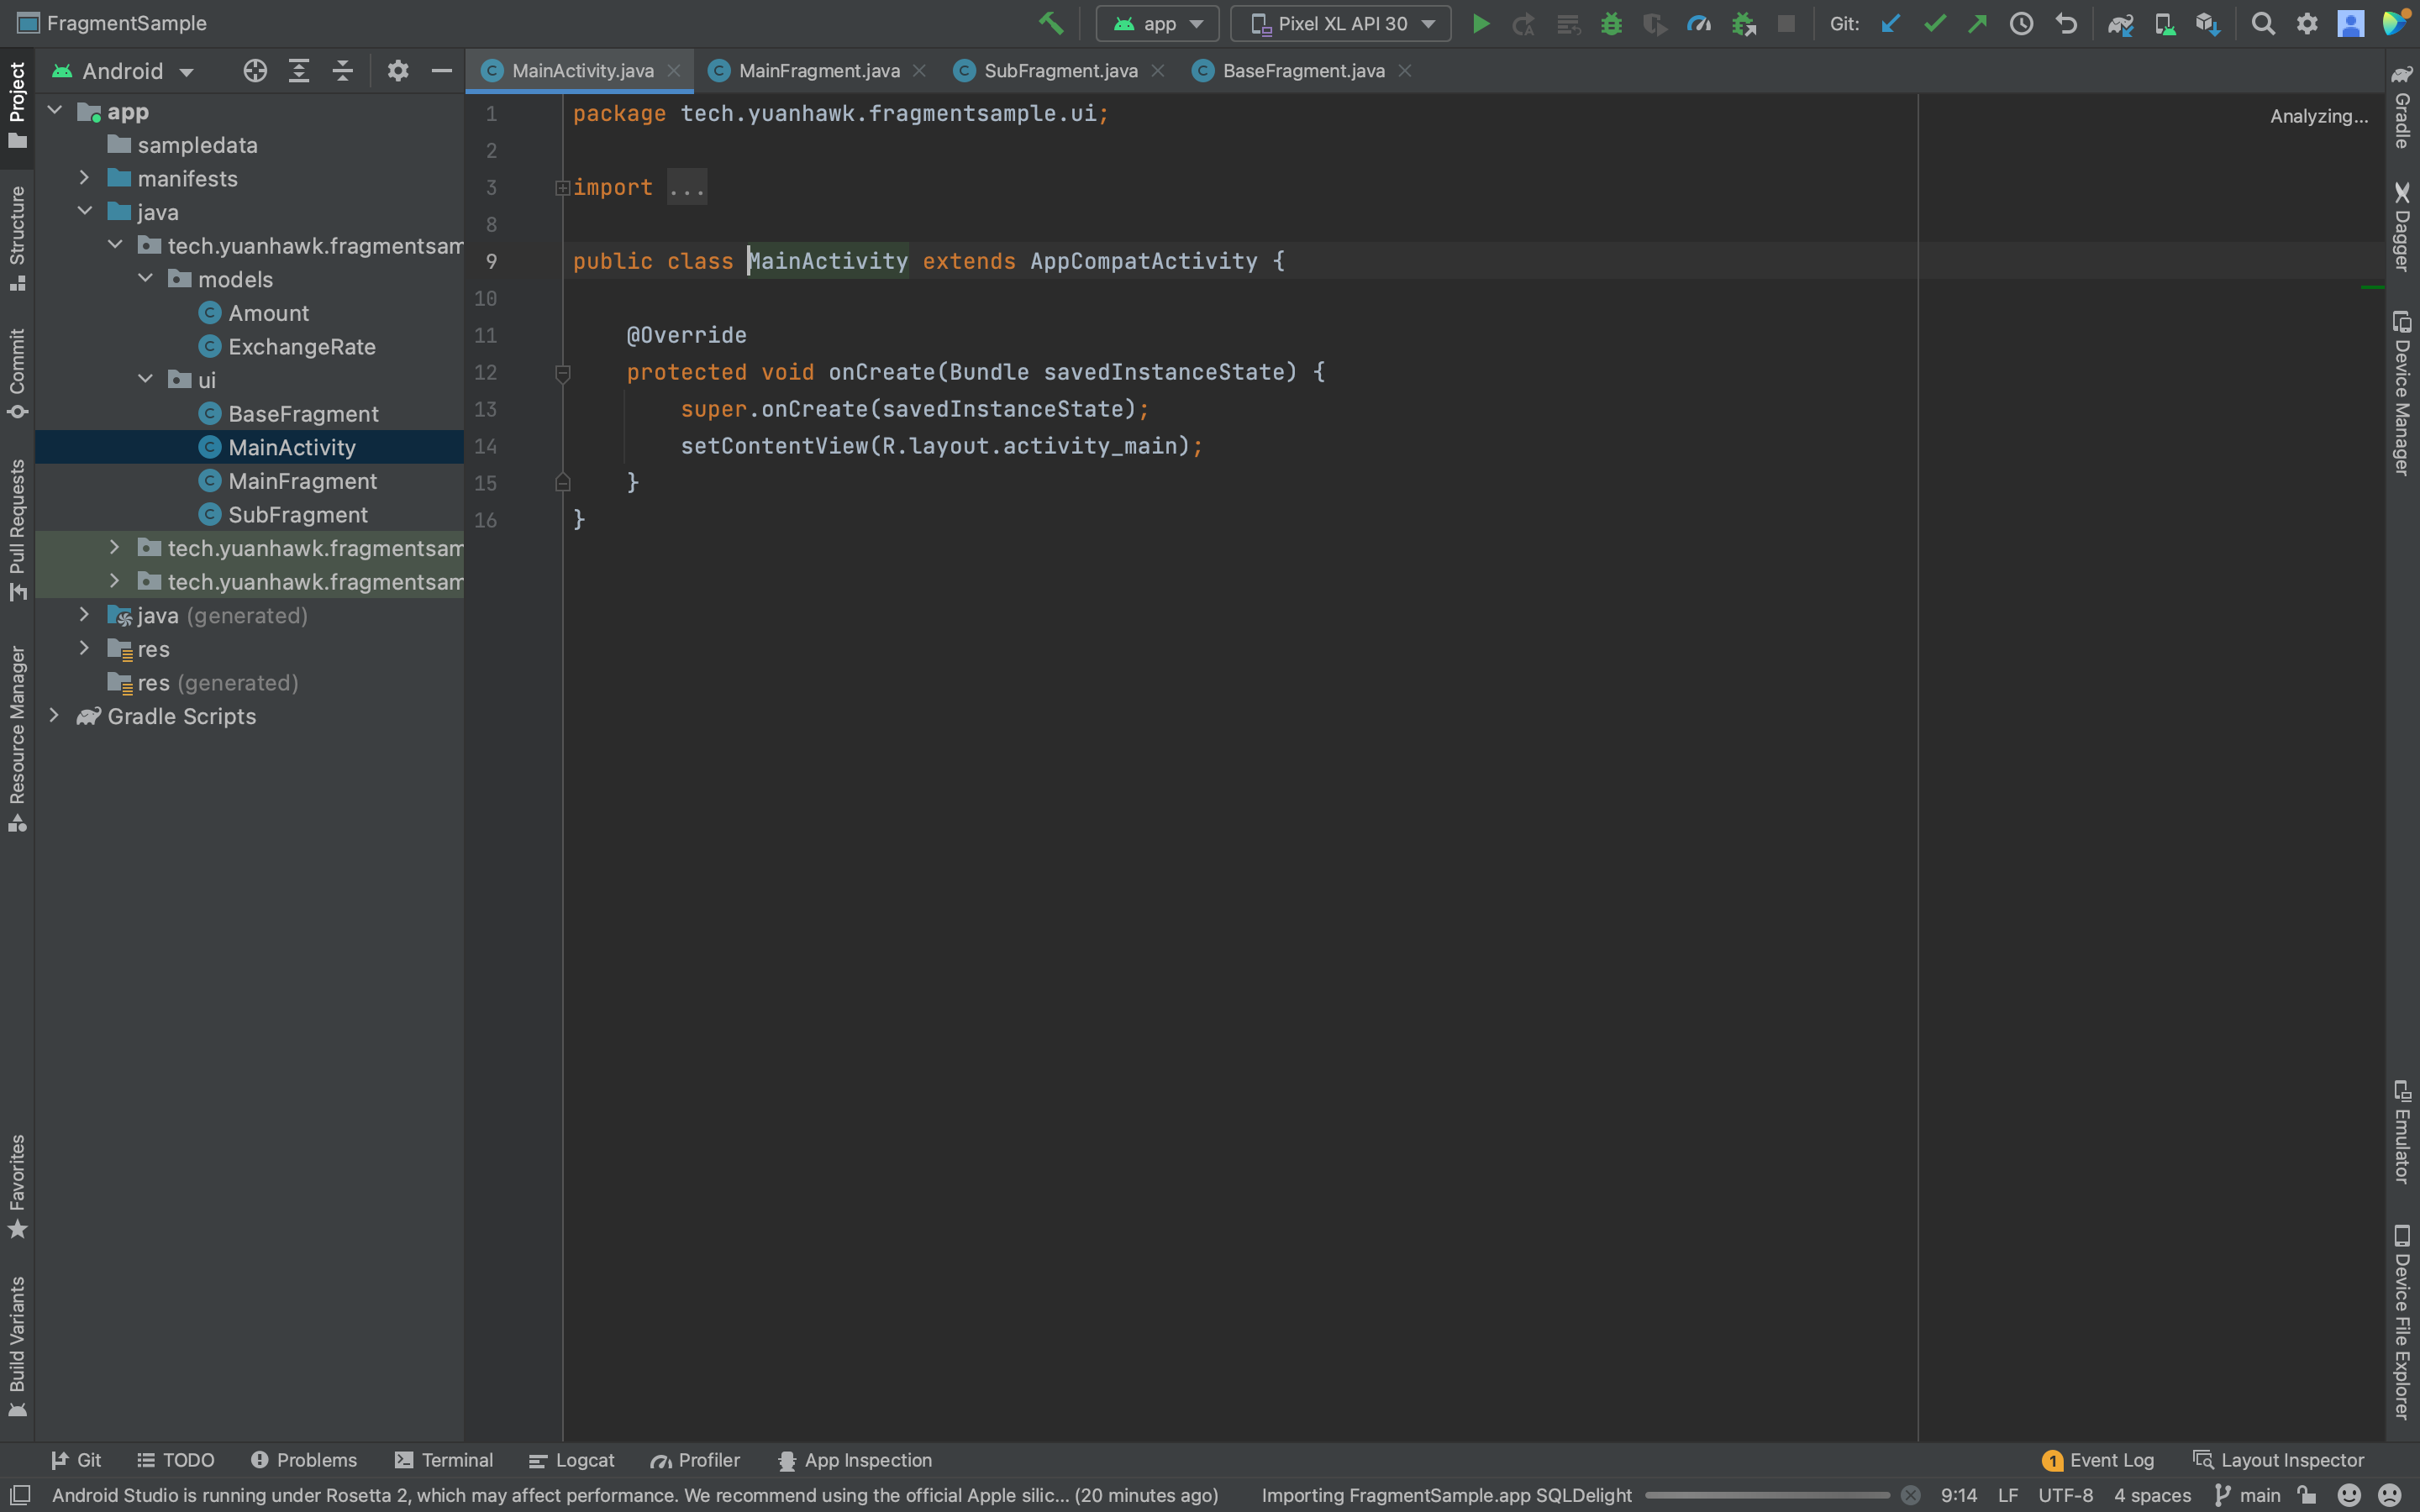 FragmentSample
app
Pixel XL API 30
Git:
Project
Android
MainActivity.java
MainFragment.java
SubFragment.java
BaseFragment.java
app
sampledata
manifests
java
tech.yuanhawk.fragmentsam
models
Amount
ExchangeRate
ui
BaseFragment
MainActivity
MainFragment
SubFragment
tech.yuanhawk.fragmentsam
tech.yuanhawk.fragmentsam
java (generated)
res
res (generated)
Gradle Scripts
Structure
Commit
Pull Requests
Resource Manager
Favorites
Build Variants
1 package tech.yuanhawk.fragmentsample.ui;
2
3 import ...
8
9 public class MainActivity extends AppCompatActivity {
10
11 @Override
12 protected void onCreate(Bundle savedInstanceState) {
13 super.onCreate(savedInstanceState);
14 setContentView(R.layout.activity_main);
15 }
16 }
Analyzing...
Gradle
Dagger
Device Manager
Emulator
Device File Explorer
Git
TODO
Problems
Terminal
Logcat
Profiler
App Inspection
1 Event Log
Layout Inspector
Android Studio is running under Rosetta 2, which may affect performance. We recommend using the official Apple silic... (20 minutes ago)
Importing FragmentSample.app SQLDelight
9:14
LF
UTF-8
4 spaces
main